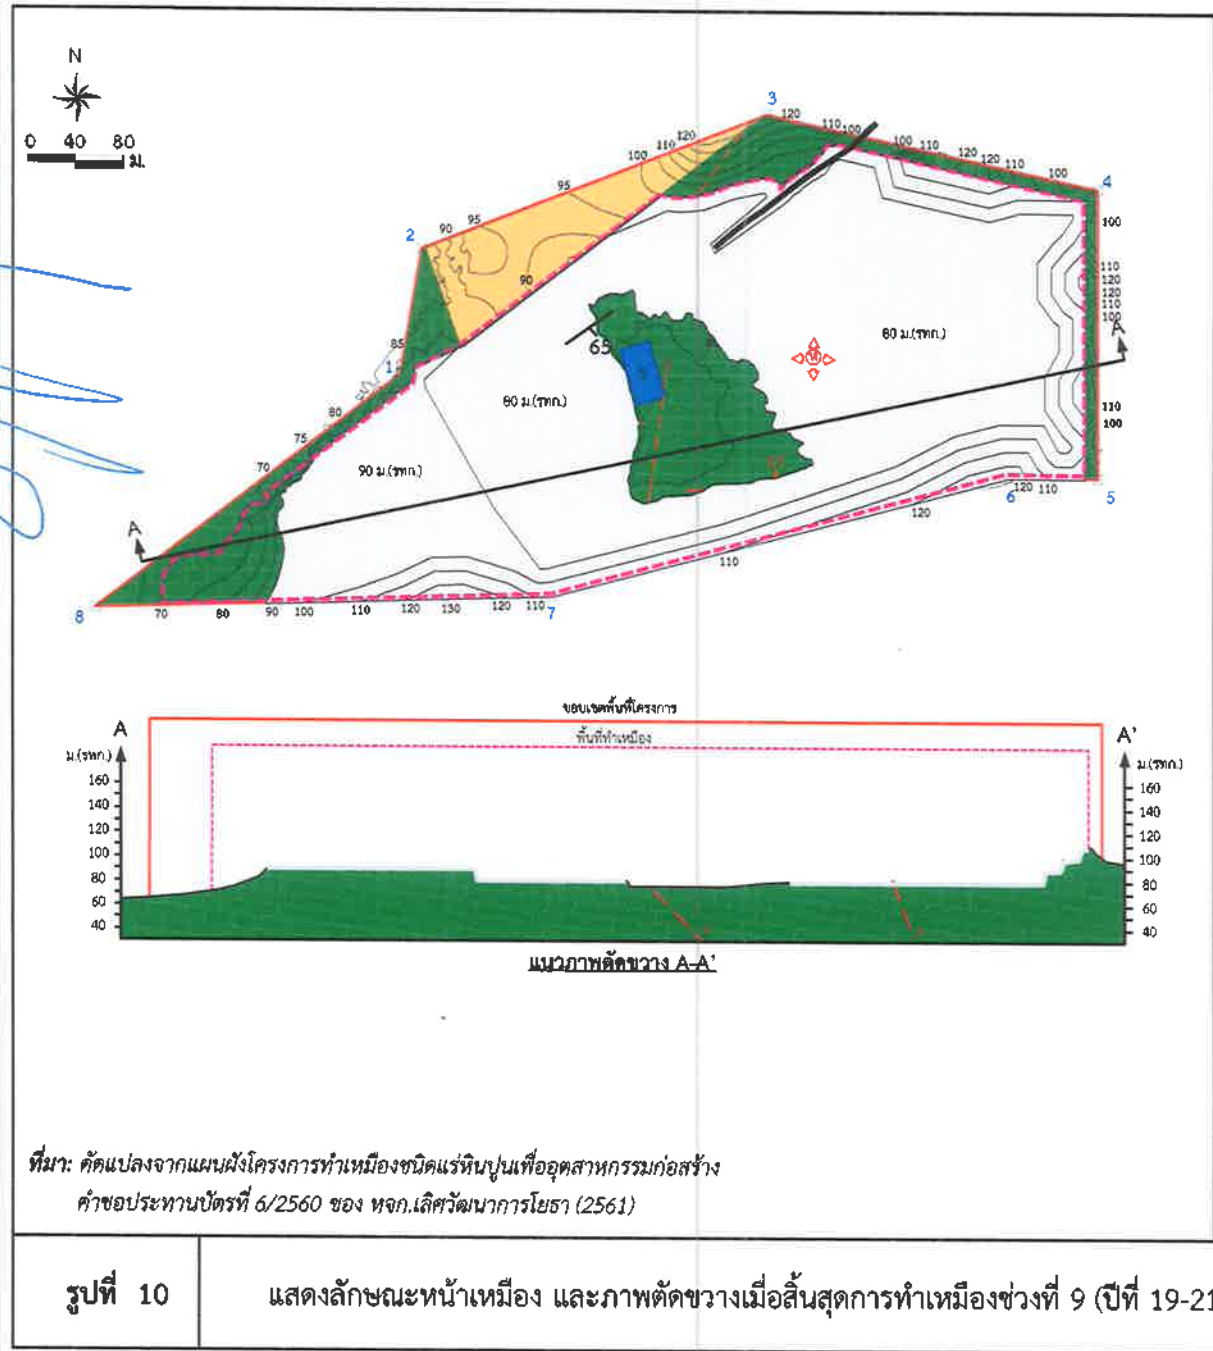 N
0 40 80
ม.
3
120 110 100 100 110 120 120 110 100
4
120
110
100
95
2
90 95
90
100
110
120
120
110
100
A
85
1
65
80 ม.(รทก.)
80 ม.(รทก.)
90 ม.(รทก.)
80
75
70
110
100
A
120 110
6
5
120
110
8
70 80 90 100 110 120 130 120 110
7
ขอบเขตพื้นที่โครงการ
พื้นที่ทำเหมือง
A
A'
ม.(รทก.)
ม.(รทก.)
160
140
120
100
80
60
40
160
140
120
100
80
60
40
แนวภาพตัดขวาง A-A'
ที่มา: ดัดแปลงจากแผนผังโครงการทำเหมืองชนิดแร่หินปูนเพื่ออุตสาหกรรมก่อสร้าง
คำขอประทานบัตรที่ 6/2560 ของ หจก.เลิศวัฒนาการโยธา (2561)
รูปที่ 10
แสดงลักษณะหน้าเหมือง และภาพตัดขวางเมื่อสิ้นสุดการทำเหมืองช่วงที่ 9 (ปีที่ 19-21